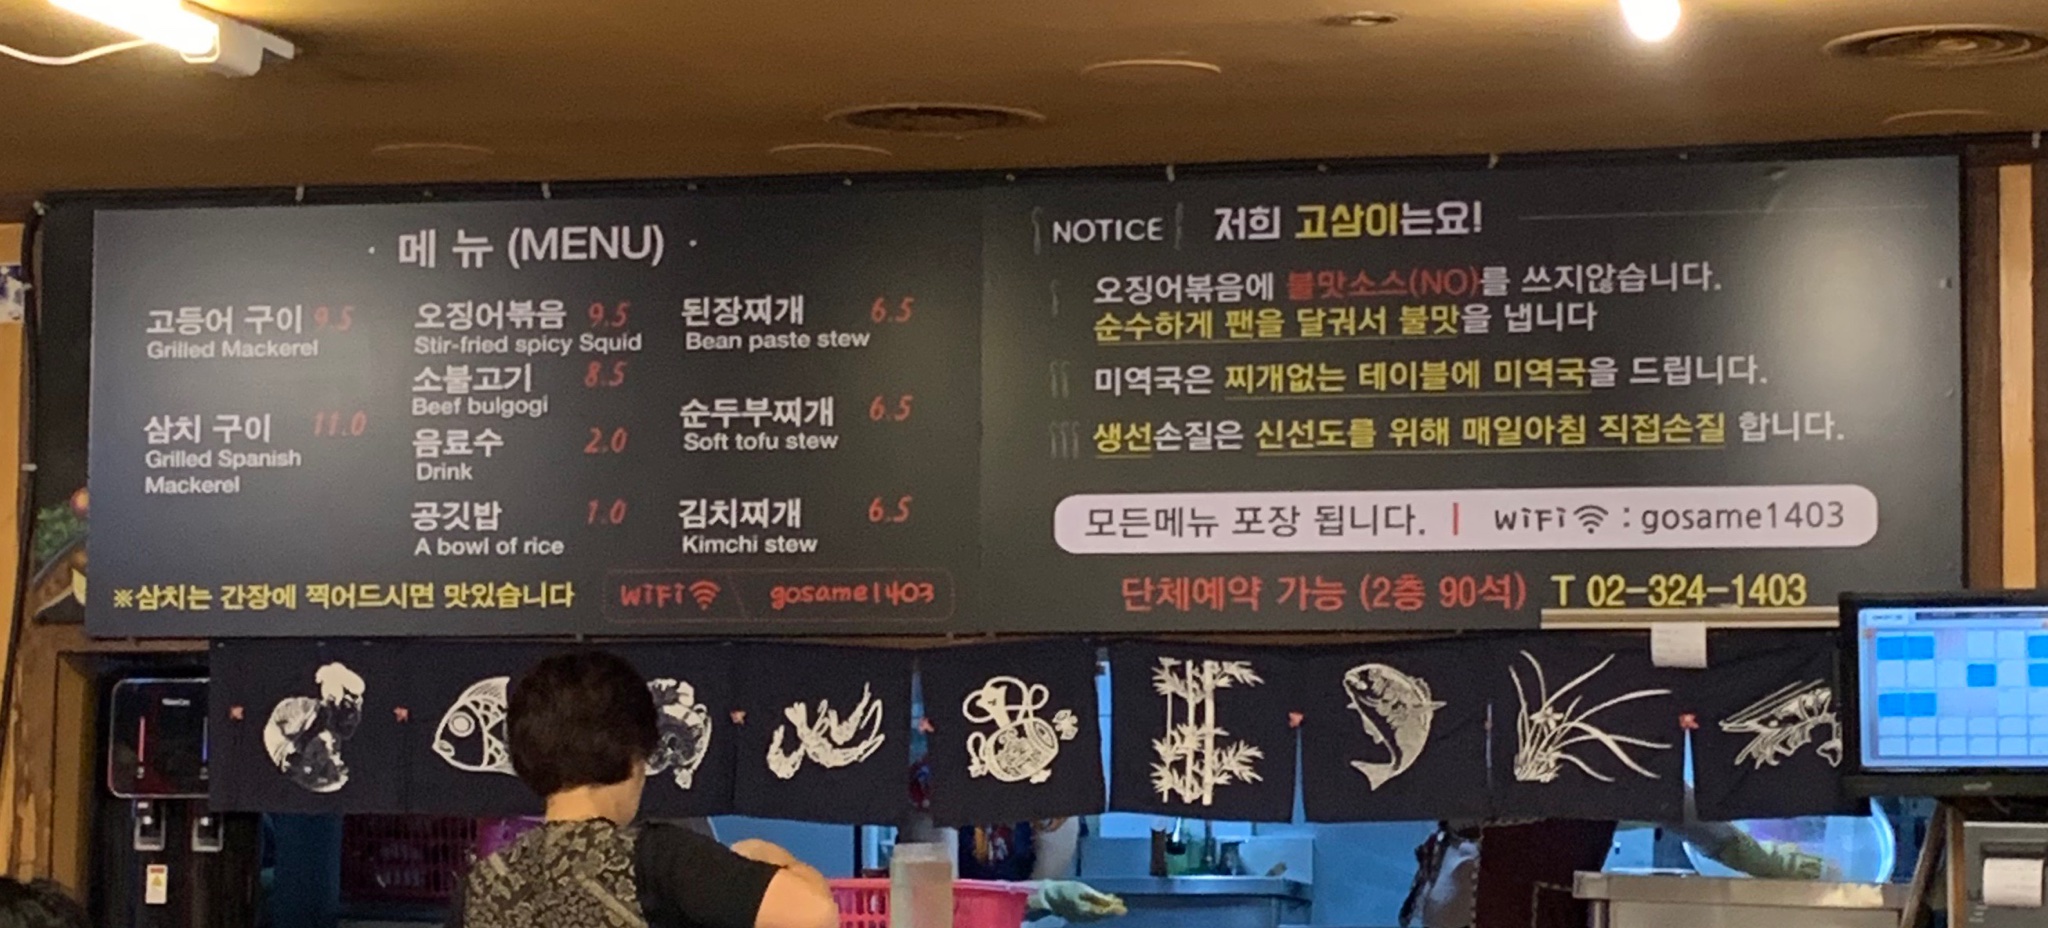 · 메 뉴 (MENU) ·
고등어 구이 9.5
Grilled Mackerel
삼치 구이 11.0
Grilled Spanish
Mackerel
오징어볶음 9.5
Stir-fried spicy Squid
소불고기 8.5
Beef bulgogi
음료수 2.0
Drink
공깃밥 1.0
A bowl of rice
된장찌개 6.5
Bean paste stew
순두부찌개 6.5
Soft tofu stew
김치찌개 6.5
Kimchi stew
※삼치는 간장에 찍어드시면 맛있습니다
WiFi gosame1403
NOTICE 저희 고삼이는요!
오징어볶음에 불맛소스(NO)를 쓰지않습니다.
순수하게 팬을 달궈서 불맛을 냅니다
미역국은 찌개없는 테이블에 미역국을 드립니다.
생선손질은 신선도를 위해 매일아침 직접손질 합니다.
모든메뉴 포장 됩니다. | WiFi : gosame1403
단체예약 가능 (2층 90석) T 02-324-1403